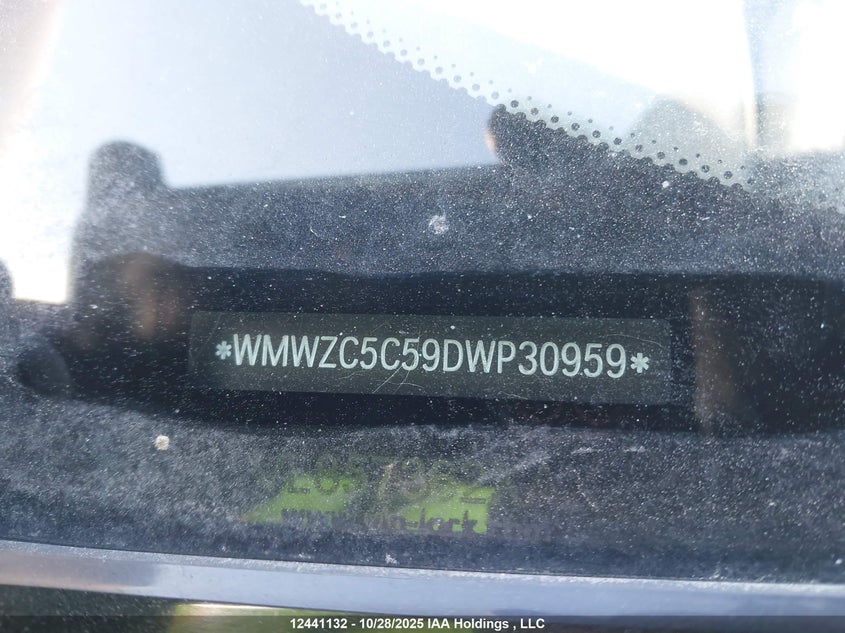 *WMWZC5C59DWP30959*
12441132 - 10/28/2025 IAA Holdings , LLC